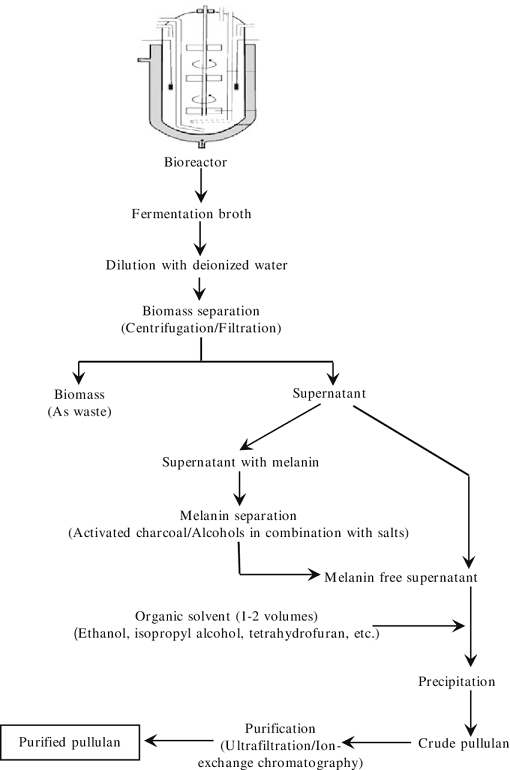 Bioreactor
Fermentation broth
Dilution with deionized water
Biomass separation
(Centrifugation/Filtration)
Biomass
(As waste)
Supernatant
Supernatant with melanin
Melanin separation
(Activated charcoal/Alcohols in combination with salts)
Melanin free supernatant
Organic solvent (1-2 volumes)
(Ethanol, isopropyl alcohol, tetrahydrofuran, etc.)
Precipitation
Crude pullulan
Purification
(Ultrafiltration/Ion-
exchange chromatography)
Purified pullulan